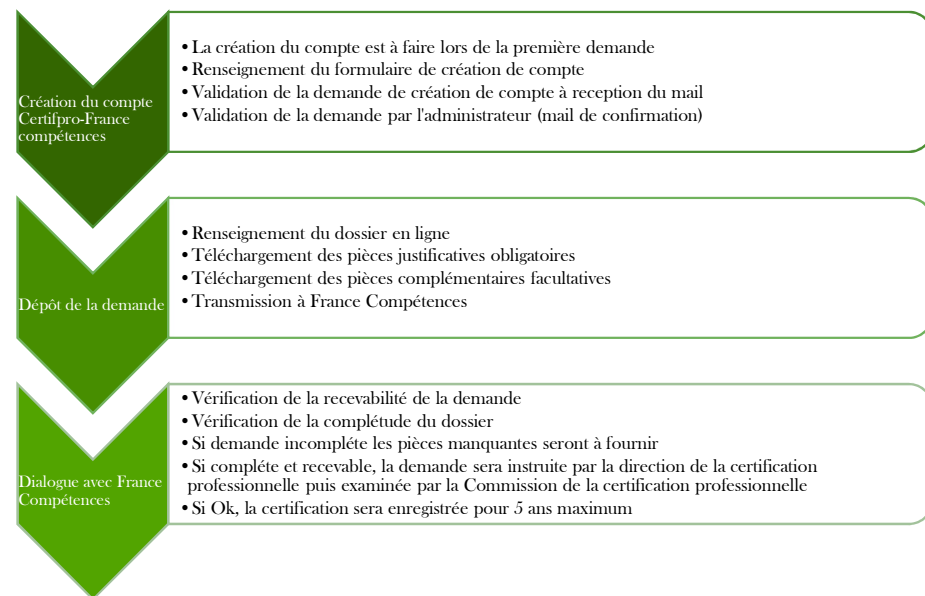 Création du compte
Certifpro-France
compétences
• La création du compte est à faire lors de la première demande
• Renseignement du formulaire de création de compte
• Validation de la demande de création de compte à reception du mail
• Validation de la demande par l'administrateur (mail de confirmation)
Dépôt de la demande
• Renseignement du dossier en ligne
• Téléchargement des pièces justificatives obligatoires
• Téléchargement des pièces complémentaires facultatives
• Transmission à France Compétences
Dialogue avec France
Compétences
• Vérification de la recevabilité de la demande
• Vérification de la complétude du dossier
• Si demande incompléte les pièces manquantes seront à fournir
• Si compléte et recevable, la demande sera instruite par la direction de la certification
professionnelle puis examinée par la Commission de la certification professionnelle
• Si Ok, la certification sera enregistrée pour 5 ans maximum